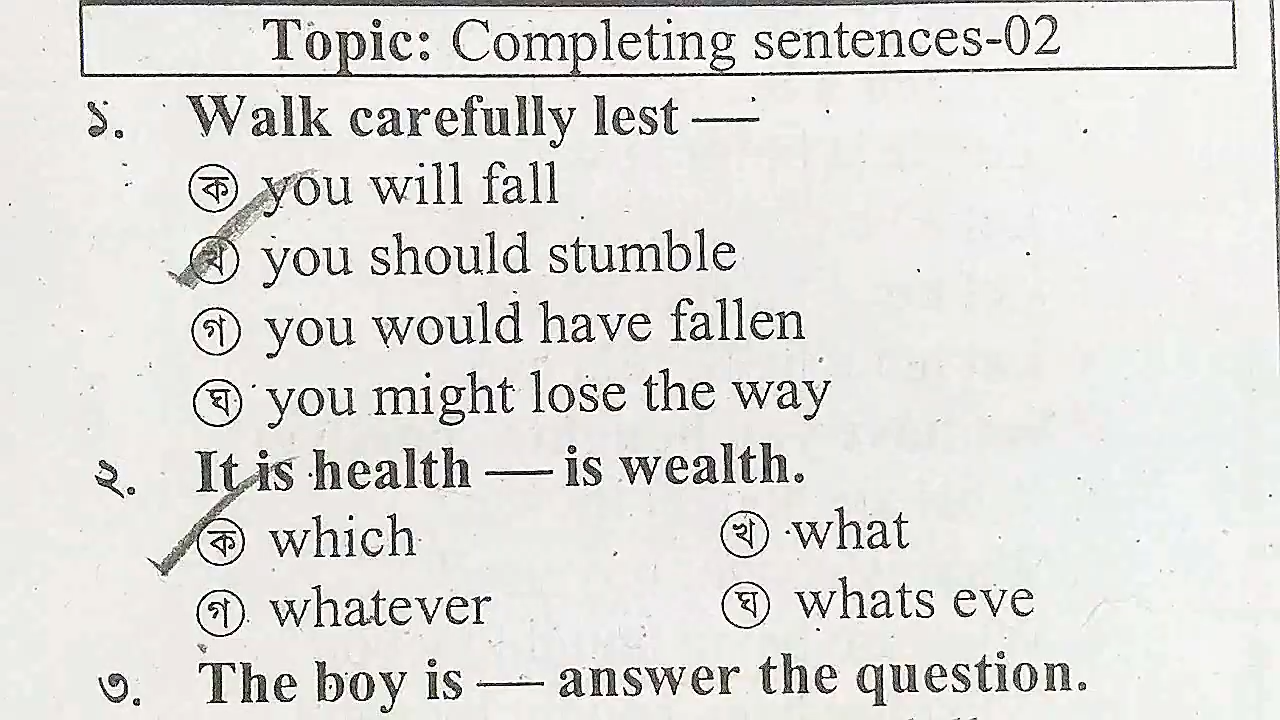 Topic: Completing sentences-02
১. Walk carefully lest —
ক you will fall
খ you should stumble
গ you would have fallen
ঘ you might lose the way
২. It is health — is wealth.
ক which খ what
গ whatever ঘ whats eve
৩. The boy is — answer the question.